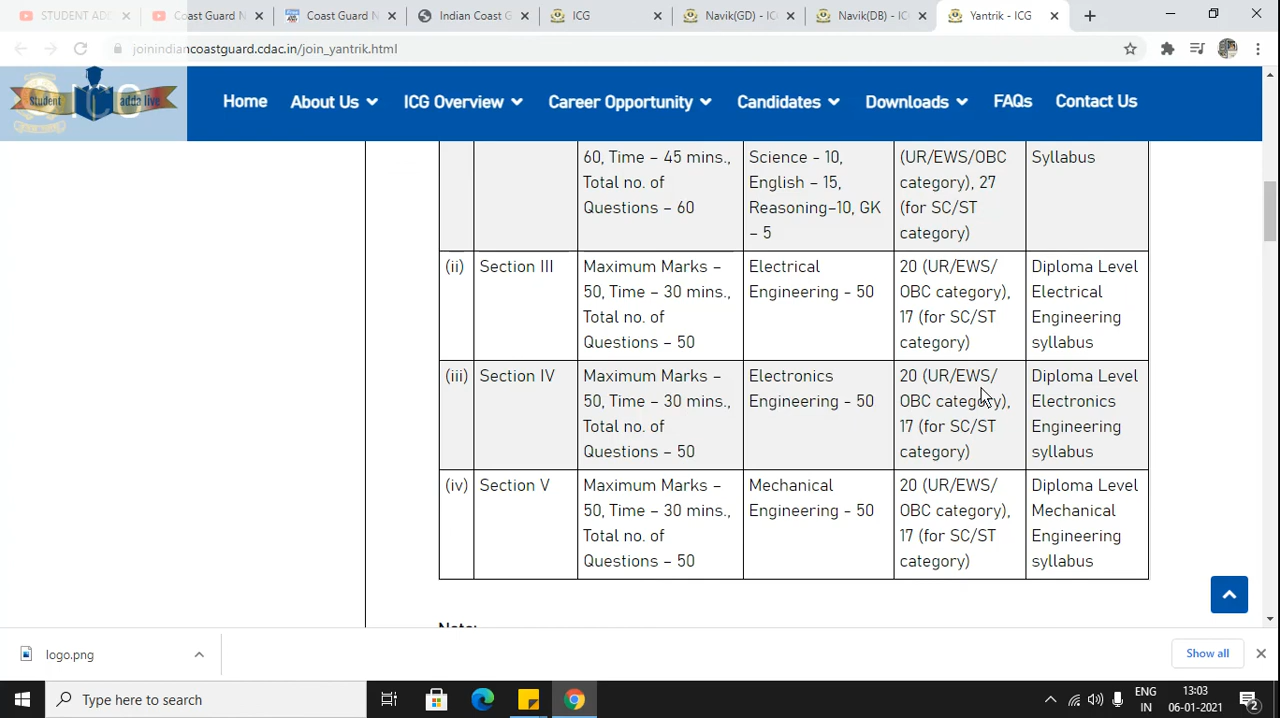 STUDENT ADD
Coast Guard N
Coast Guard N
Indian Coast G
ICG
Navik(GD) - IC
Navik(DB) - IC
Yantrik - ICG
joinindiancoastguard.cdac.in/join_yantrik.html
Student adda live
ICG
Home
About Us
ICG Overview
Career Opportunity
Candidates
Downloads
FAQs
Contact Us
60, Time – 45 mins.,
Total no. of
Questions – 60
Science - 10,
English – 15,
Reasoning–10, GK
– 5
(UR/EWS/OBC
category), 27
(for SC/ST
category)
Syllabus
(ii)
Section III
Maximum Marks –
50, Time – 30 mins.,
Total no. of
Questions – 50
Electrical
Engineering - 50
20 (UR/EWS/
OBC category),
17 (for SC/ST
category)
Diploma Level
Electrical
Engineering
syllabus
(iii)
Section IV
Maximum Marks –
50, Time – 30 mins.,
Total no. of
Questions – 50
Electronics
Engineering - 50
20 (UR/EWS/
OBC category),
17 (for SC/ST
category)
Diploma Level
Electronics
Engineering
syllabus
(iv)
Section V
Maximum Marks –
50, Time – 30 mins.,
Total no. of
Questions – 50
Mechanical
Engineering - 50
20 (UR/EWS/
OBC category),
17 (for SC/ST
category)
Diploma Level
Mechanical
Engineering
syllabus
Note:
logo.png
Show all
Type here to search
ENG
IN
13:03
06-01-2021
2